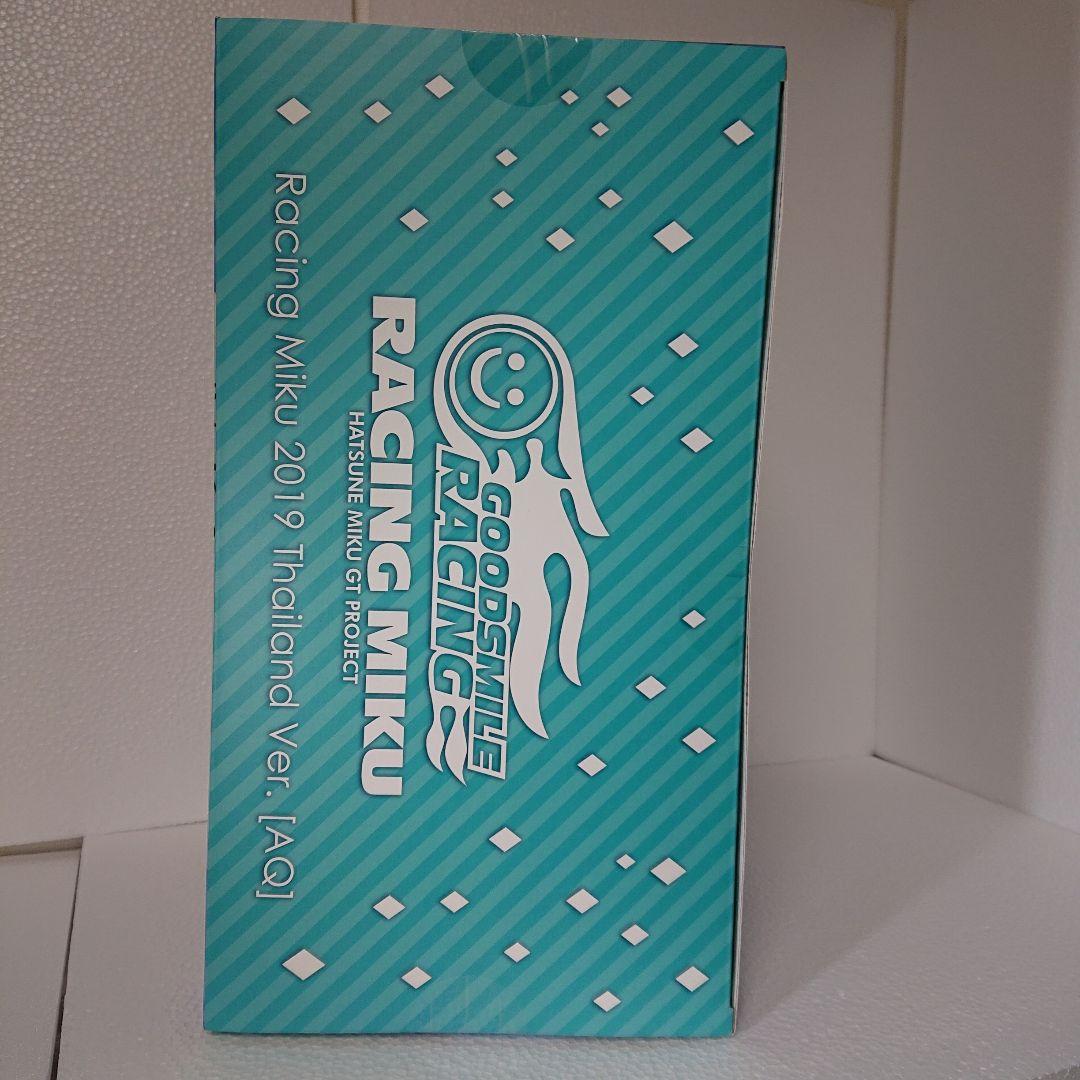 GOODSMILE
RACING
RACING MIKU
HATSUNE MIKU GT PROJECT
Racing Miku 2019 Thailand Ver. [AQ]